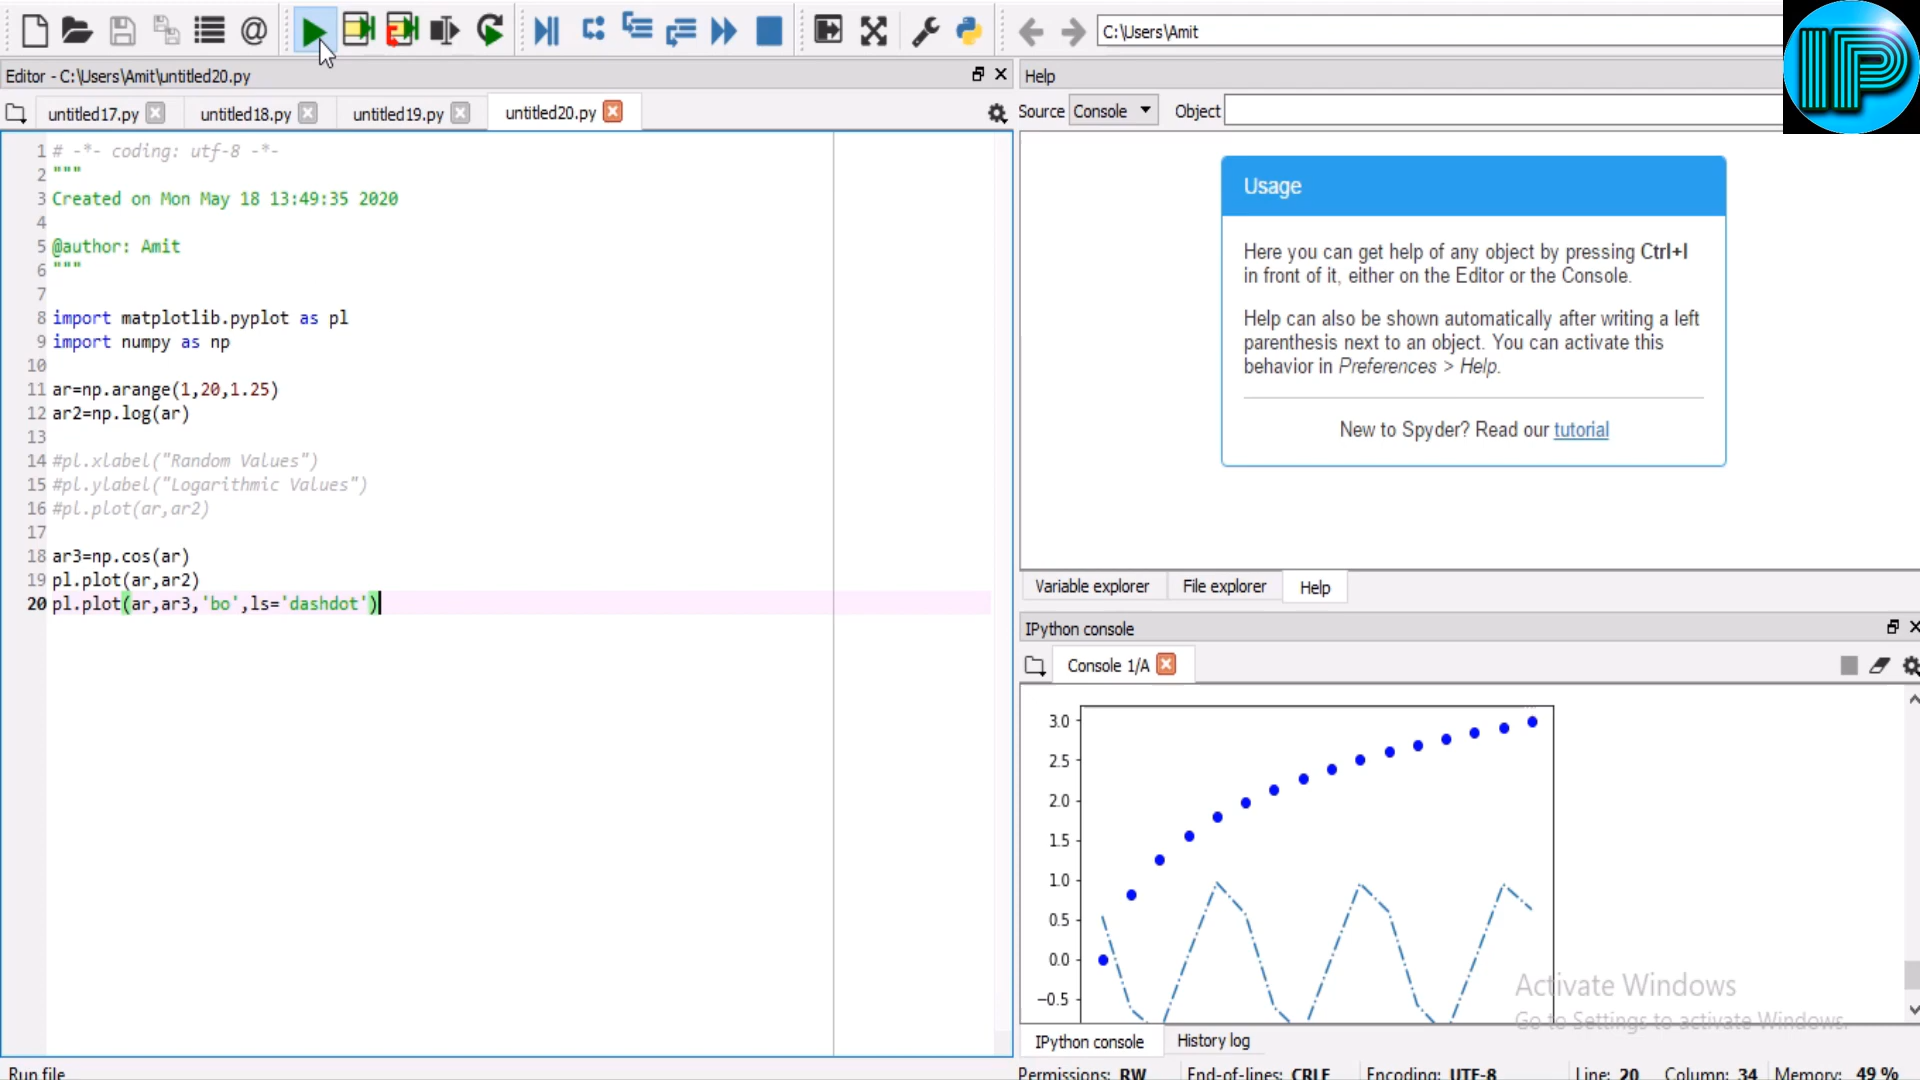 C:\Users\Amit
IP
Editor - C:\Users\Amit\untitled20.py
untitled17.py
untitled18.py
untitled19.py
untitled20.py
1 # -*- coding: utf-8 -*-
2 """
3 Created on Mon May 18 13:49:35 2020
4
5 @author: Amit
6 """
7
8 import matplotlib.pyplot as pl
9 import numpy as np
10
11 ar=np.arange(1,20,1.25)
12 ar2=np.log(ar)
13
14 #pl.xlabel("Random Values")
15 #pl.ylabel("Logarithmic Values")
16 #pl.plot(ar,ar2)
17
18 ar3=np.cos(ar)
19 pl.plot(ar,ar2)
20 pl.plot(ar,ar3,'bo',ls='dashdot')
Help
Source Console Object
Usage
Here you can get help of any object by pressing Ctrl+I
in front of it, either on the Editor or the Console.
Help can also be shown automatically after writing a left
parenthesis next to an object. You can activate this
behavior in Preferences > Help.
New to Spyder? Read our tutorial
Variable explorer File explorer Help
IPython console
Console 1/A
3.0
2.5
2.0
1.5
1.0
0.5
0.0
−0.5
Activate Windows
Go to Settings to activate Windows.
IPython console History log
Run file
Permissions: RW End-of-lines: CRLF Encoding: UTF-8 Line: 20 Column: 34 Memory: 49 %